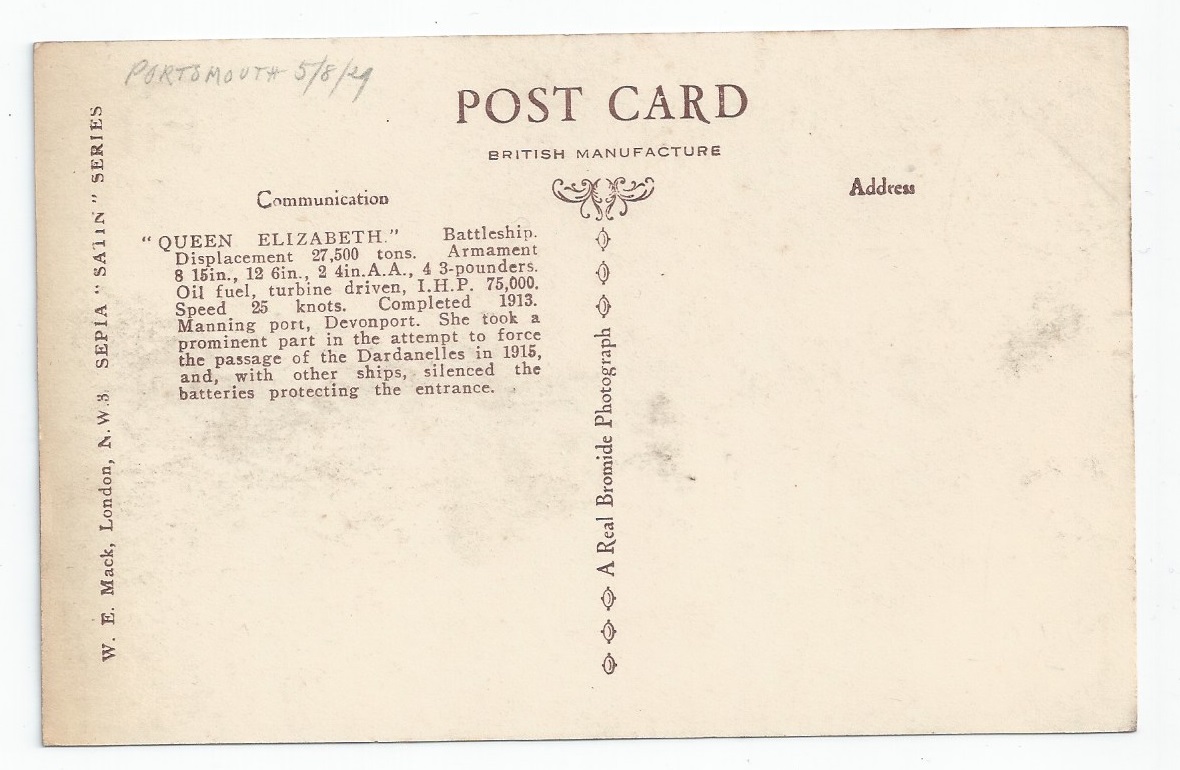 PORTSMOUTH 5/8/29
POST CARD
BRITISH MANUFACTURE
Communication
Address
"QUEEN ELIZABETH." Battleship.
Displacement 27,500 tons. Armament
8 15in., 12 6in., 2 4in.A.A., 4 3-pounders.
Oil fuel, turbine driven, I.H.P. 75,000.
Speed 25 knots. Completed 1913.
Manning port, Devonport. She took a
prominent part in the attempt to force
the passage of the Dardanelles in 1915,
and, with other ships, silenced the
batteries protecting the entrance.
W. E. Mack, London, N.W.3. SEPIA "SATIN" SERIES
A Real Bromide Photograph